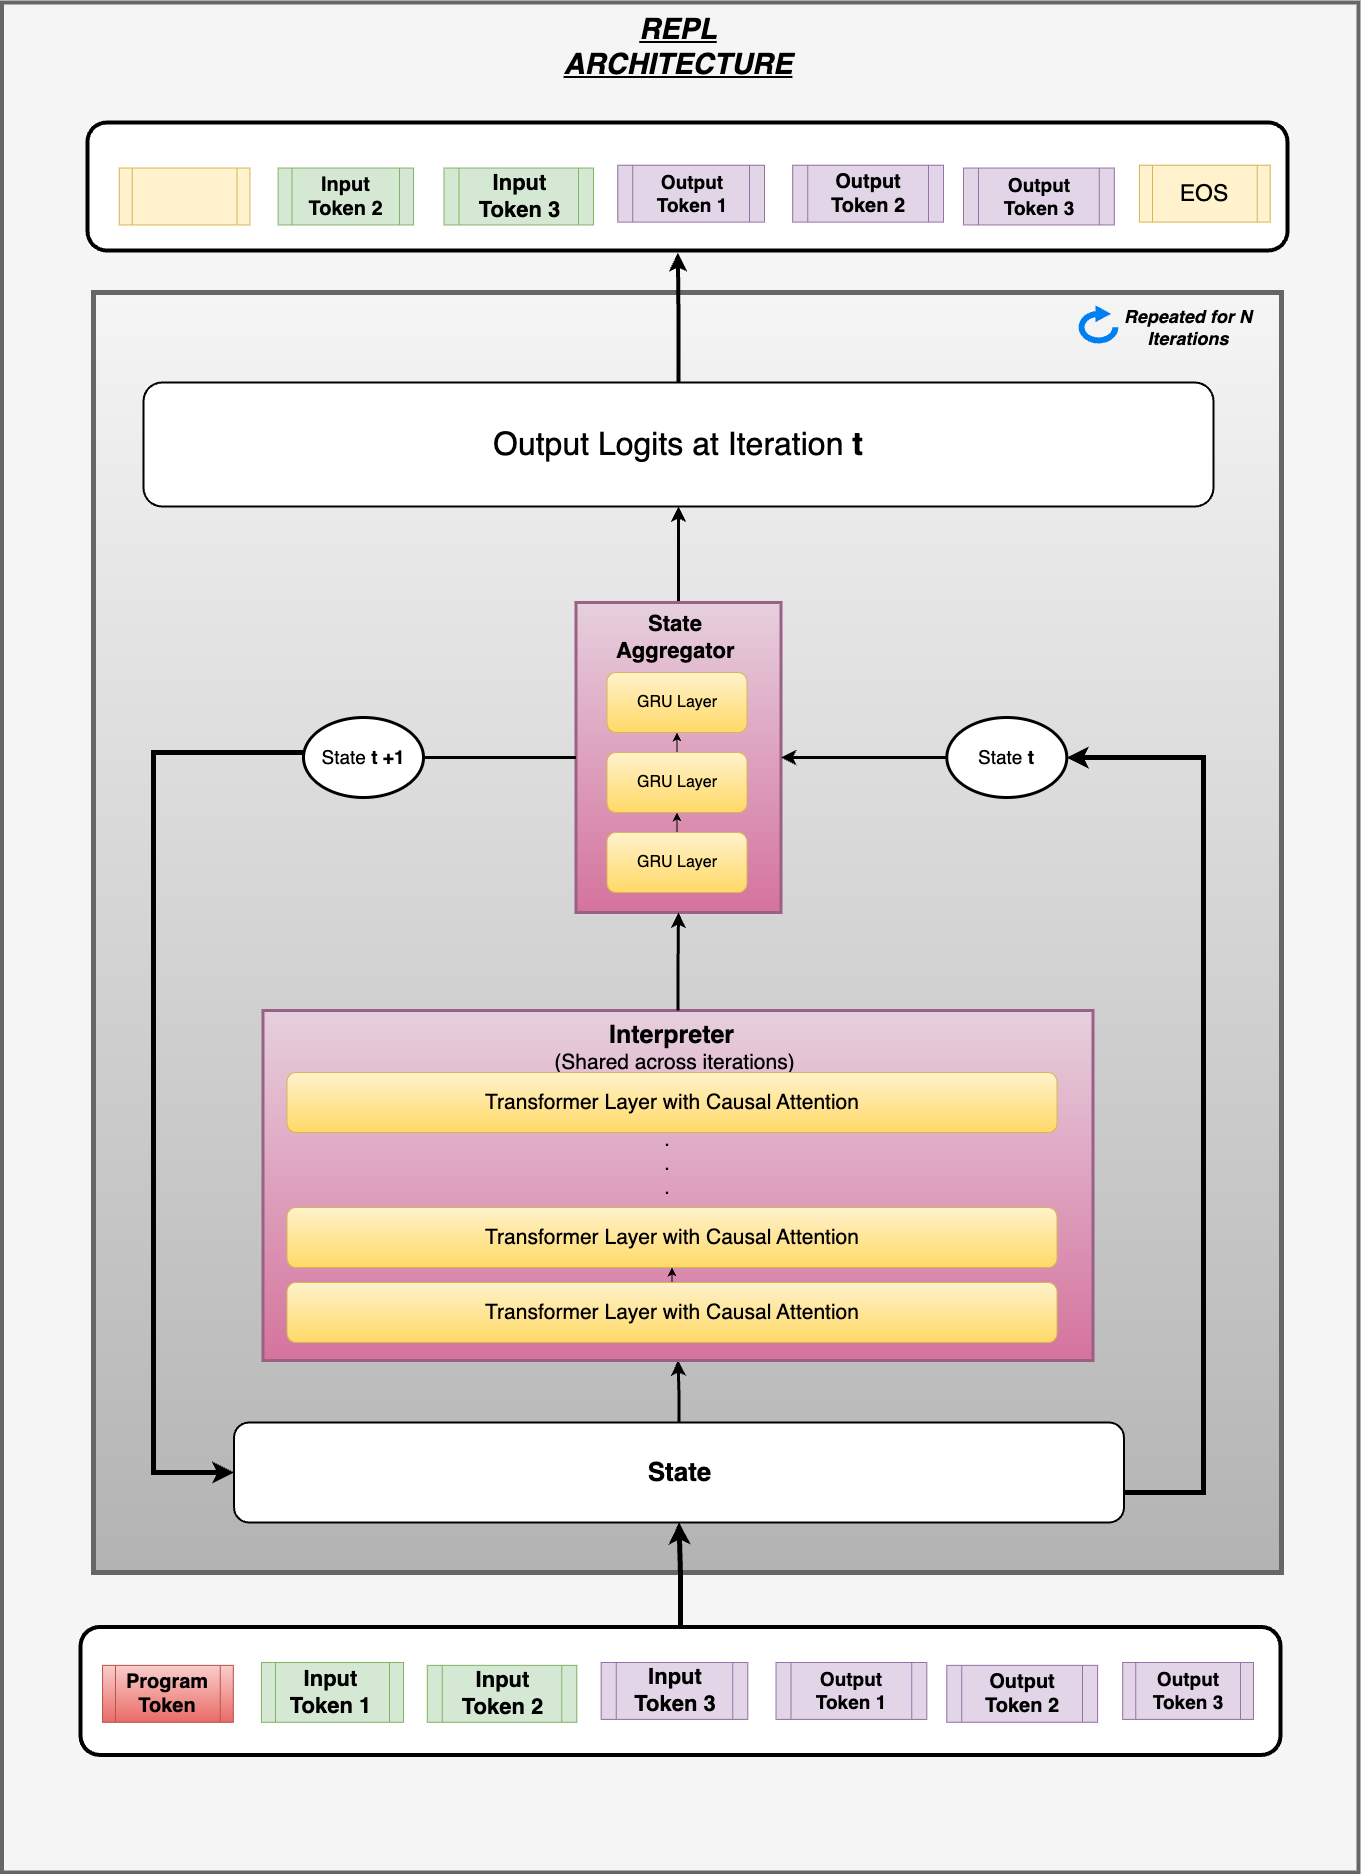 REPL
ARCHITECTURE
Input
Token 2
Input
Token 3
Output
Token 1
Output
Token 2
Output
Token 3
EOS
Repeated for N
Iterations
Output Logits at Iteration t
State
Aggregator
GRU Layer
State t +1
GRU Layer
State t
GRU Layer
Interpreter
(Shared across iterations)
Transformer Layer with Causal Attention
.
.
.
Transformer Layer with Causal Attention
Transformer Layer with Causal Attention
State
Program
Token
Input
Token 1
Input
Token 2
Input
Token 3
Output
Token 1
Output
Token 2
Output
Token 3